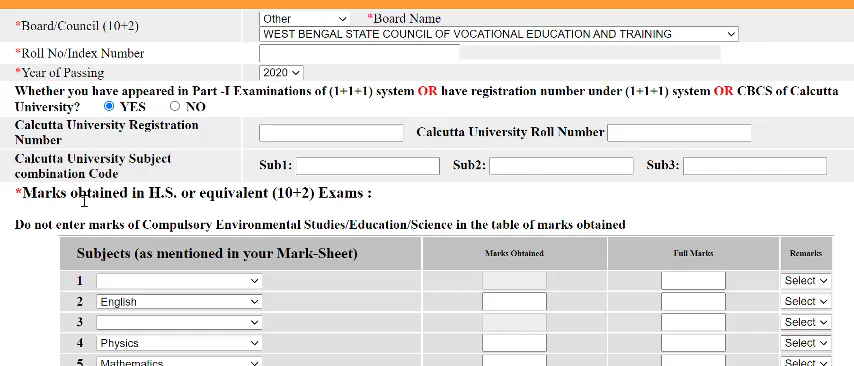 *Board/Council (10+2) Other *Board Name
WEST BENGAL STATE COUNCIL OF VOCATIONAL EDUCATION AND TRAINING
*Roll No/Index Number
*Year of Passing 2020
Whether you have appeared in Part -I Examinations of (1+1+1) system OR have registration number under (1+1+1) system OR CBCS of Calcutta
University? YES NO
Calcutta University Registration
Number Calcutta University Roll Number
Calcutta University Subject
combination Code Sub1: Sub2: Sub3:
*Marks obtained in H.S. or equivalent (10+2) Exams :
Do not enter marks of Compulsory Environmental Studies/Education/Science in the table of marks obtained
Subjects (as mentioned in your Mark-Sheet) Marks Obtained Full Marks Remarks
1 Select
2 English Select
3 Select
4 Physics Select
5 Mathematics Select